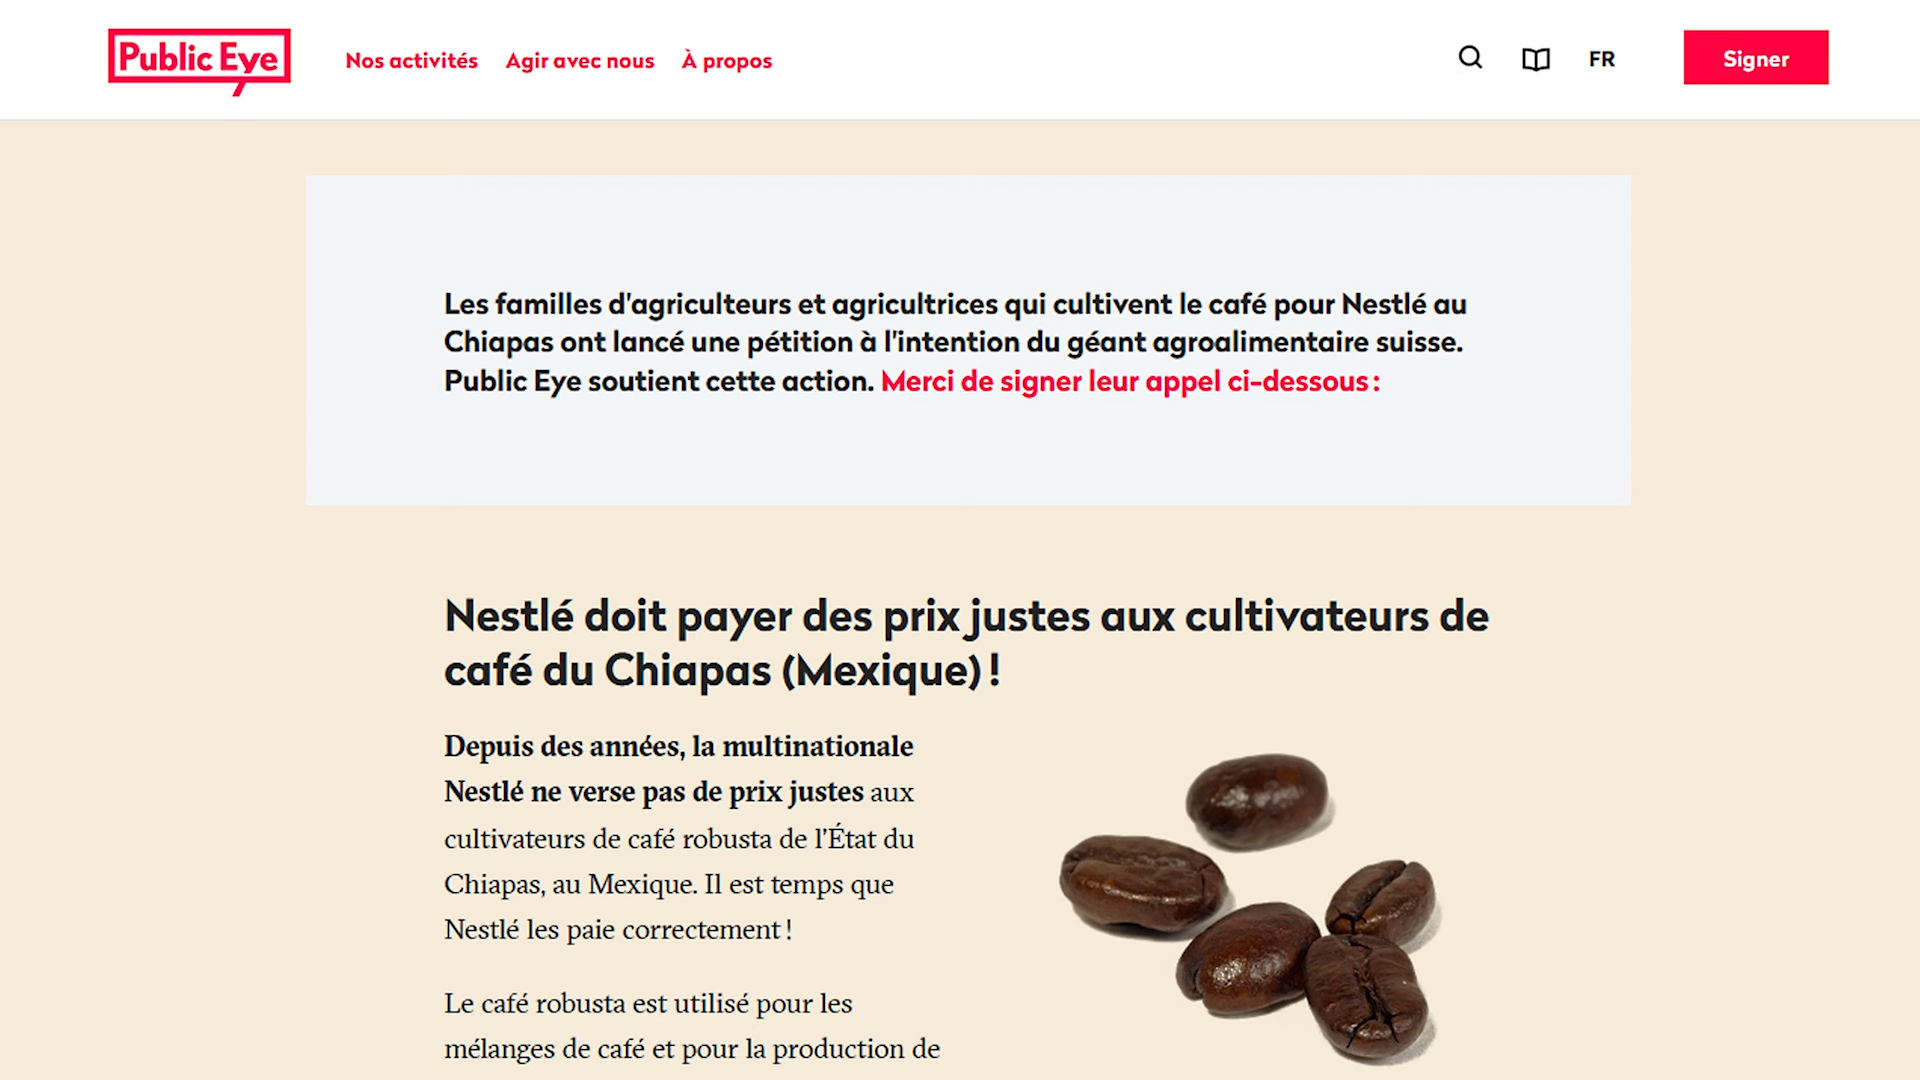 Public Eye
Nos activités Agir avec nous À propos
FR
Signer
Les familles d'agriculteurs et agricultrices qui cultivent le café pour Nestlé au
Chiapas ont lancé une pétition à l'intention du géant agroalimentaire suisse.
Public Eye soutient cette action. Merci de signer leur appel ci-dessous :
Nestlé doit payer des prix justes aux cultivateurs de
café du Chiapas (Mexique) !
Depuis des années, la multinationale
Nestlé ne verse pas de prix justes aux
cultivateurs de café robusta de l’État du
Chiapas, au Mexique. Il est temps que
Nestlé les paie correctement !
Le café robusta est utilisé pour les
mélanges de café et pour la production de